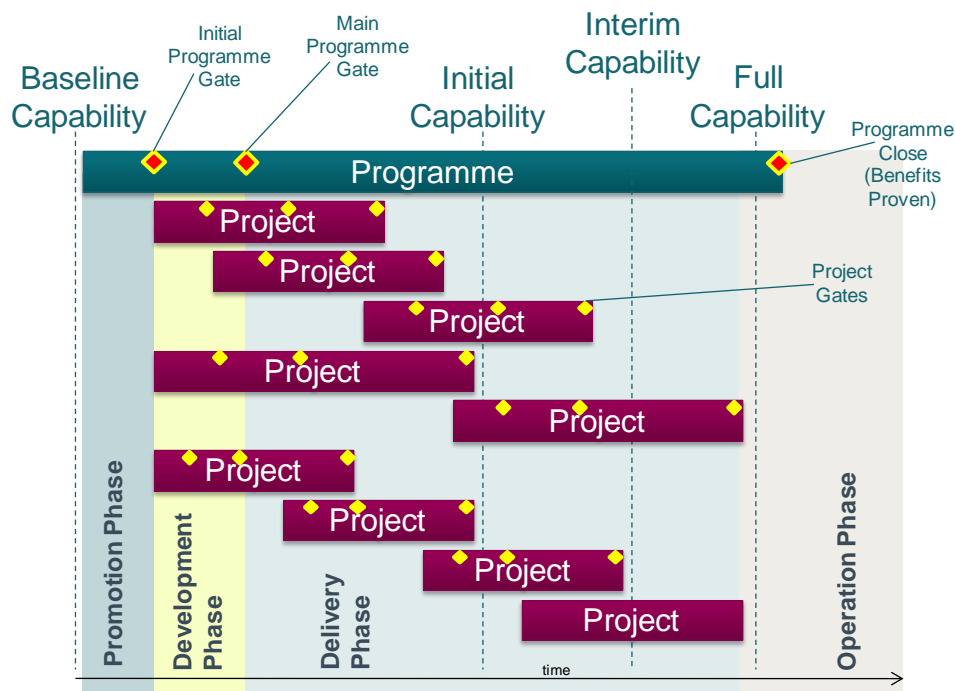 Initial
Programme
Gate
Main
Programme
Gate
Interim
Capability
Baseline
Capability
Initial
Capability
Full
Capability
Programme
Close
(Benefits
Proven)
Programme
Project
Project
Project
Gates
Project
Project
Project
Project
Project
Project
Project
Promotion Phase
Development
Phase
Delivery
Phase
Operation Phase
time